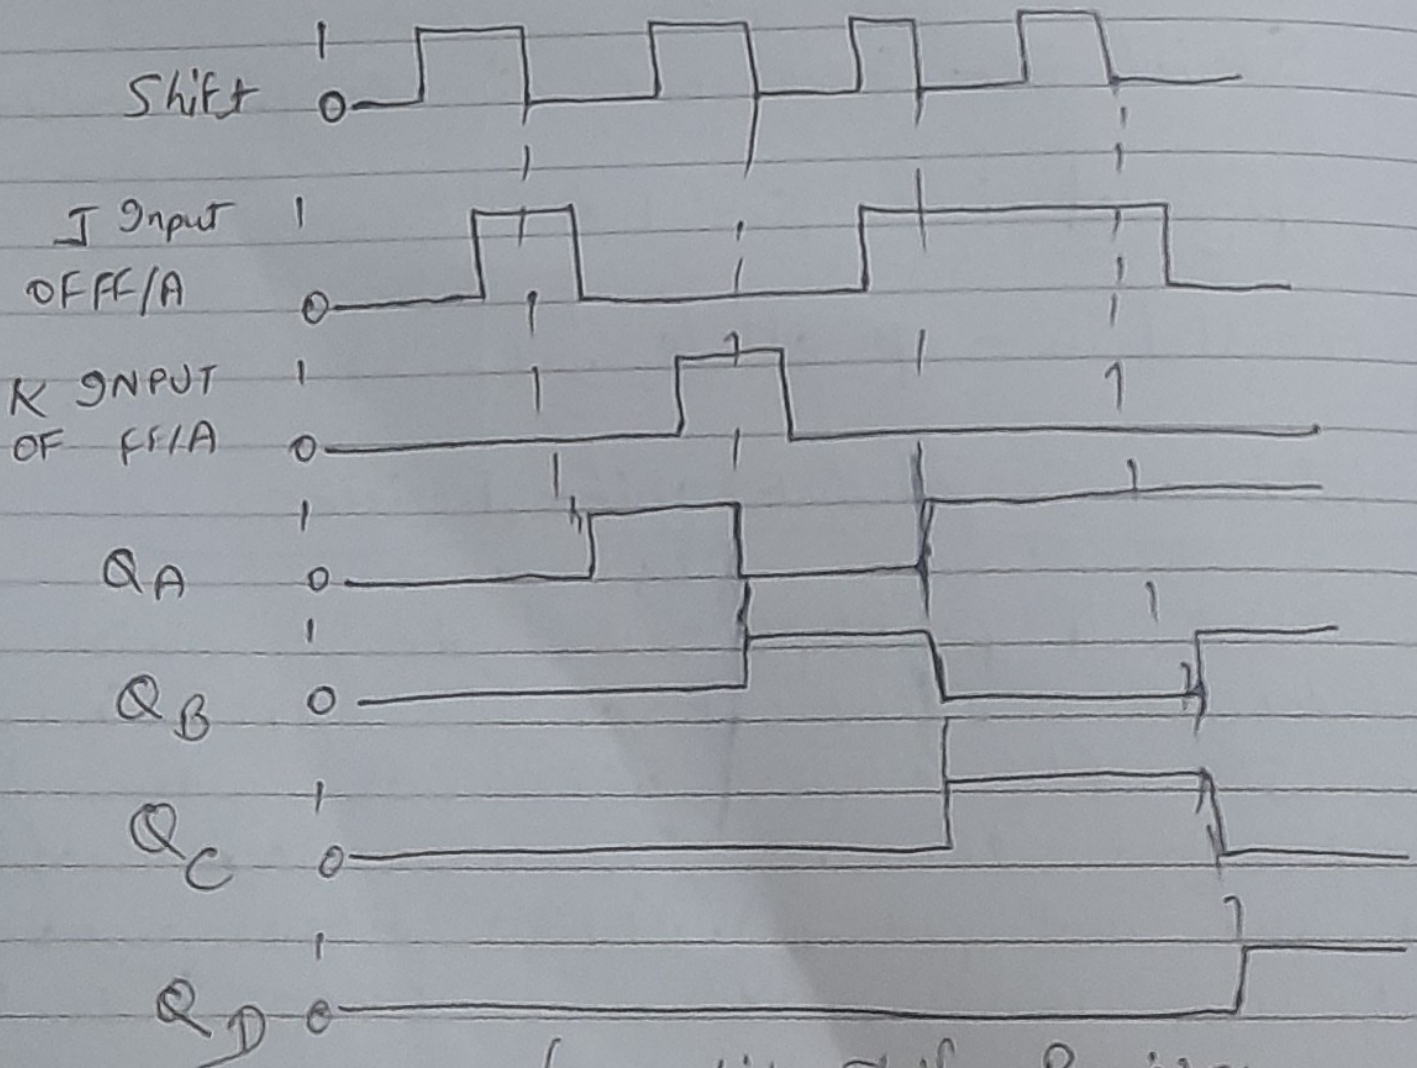 1
Shift 0
J Input 1
OF FF/A 0
K INPUT 1
OF FF/A 0
1
QA 0
1
QB 0
1
QC 0
1
QD 0